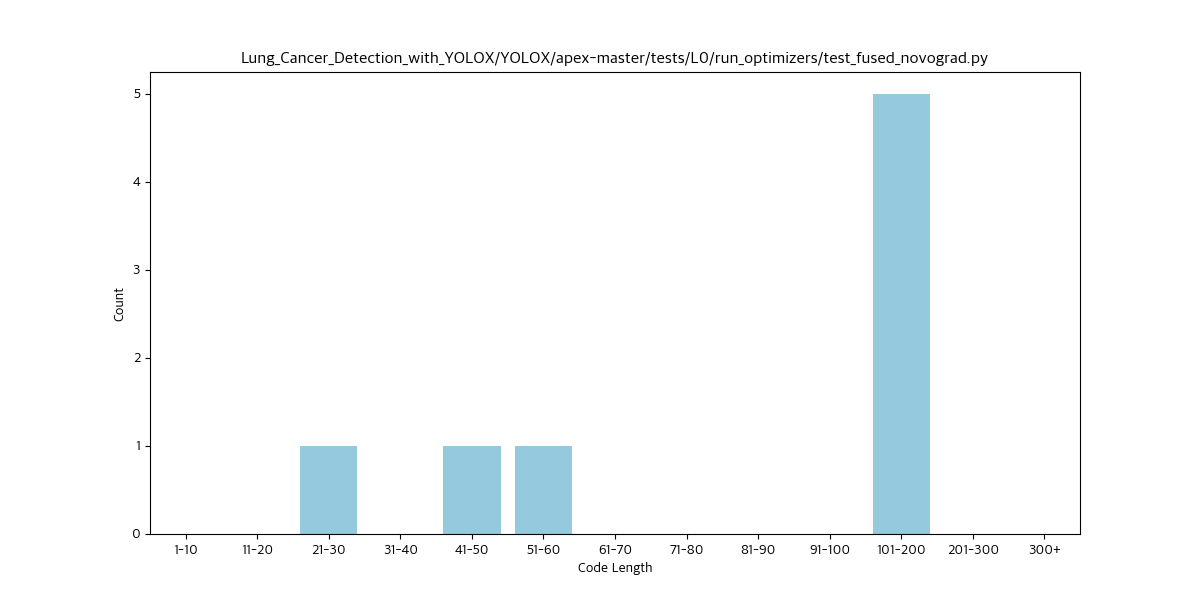 Lung_Cancer_Detection_with_YOLOX/YOLOX/apex-master/tests/L0/run_optimizers/test_fused_novograd.py
5
4
3
2
1
0
Count
1-10 11-20 21-30 31-40 41-50 51-60 61-70 71-80 81-90 91-100 101-200 201-300 300+
Code Length